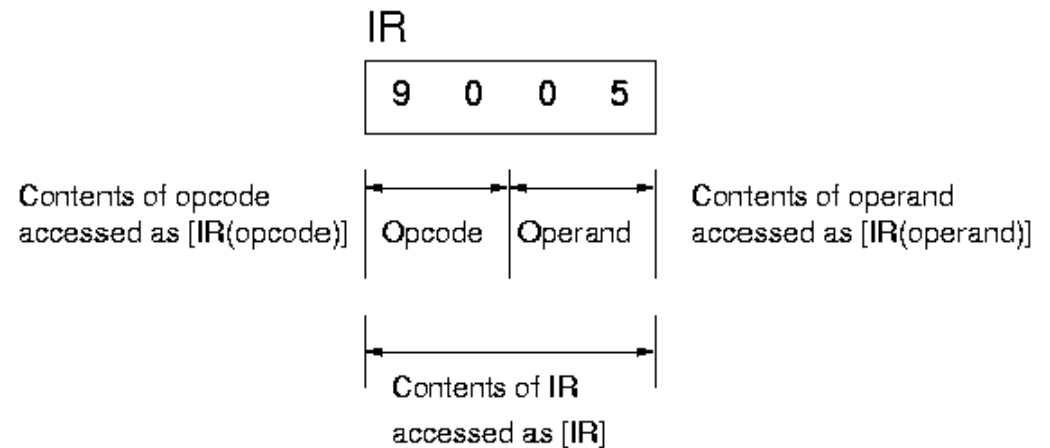 IR
9 0 0 5
Contents of opcode
accessed as [IR(opcode)]
Opcode
Operand
Contents of operand
accessed as [IR(operand)]
Contents of IR
accessed as [IR]